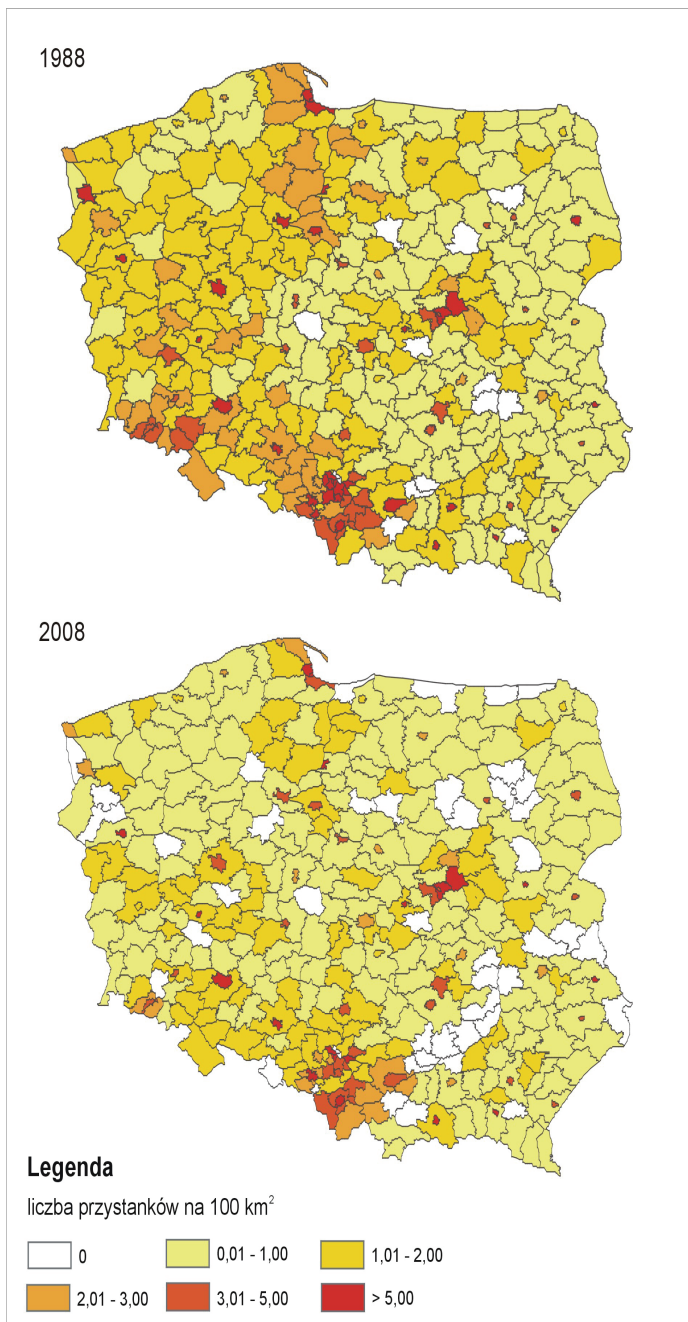 1988
2008
Legenda
liczba przystanków na 100 km²
0
0,01 - 1,00
1,01 - 2,00
2,01 - 3,00
3,01 - 5,00
> 5,00